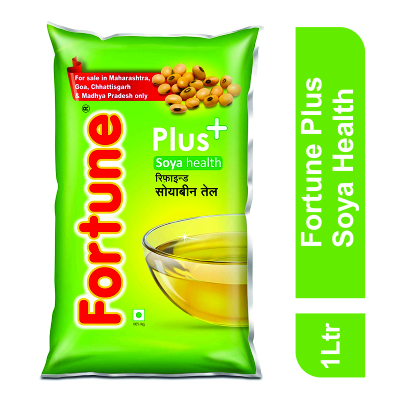 For sale in Maharashtra,
Goa, Chhattisgarh
& Madhya Pradesh only
Fortune
Plus+
Soya health
रिफाइन्ड
सोयाबीन तेल
Fortune Plus
Soya Health
1Ltr